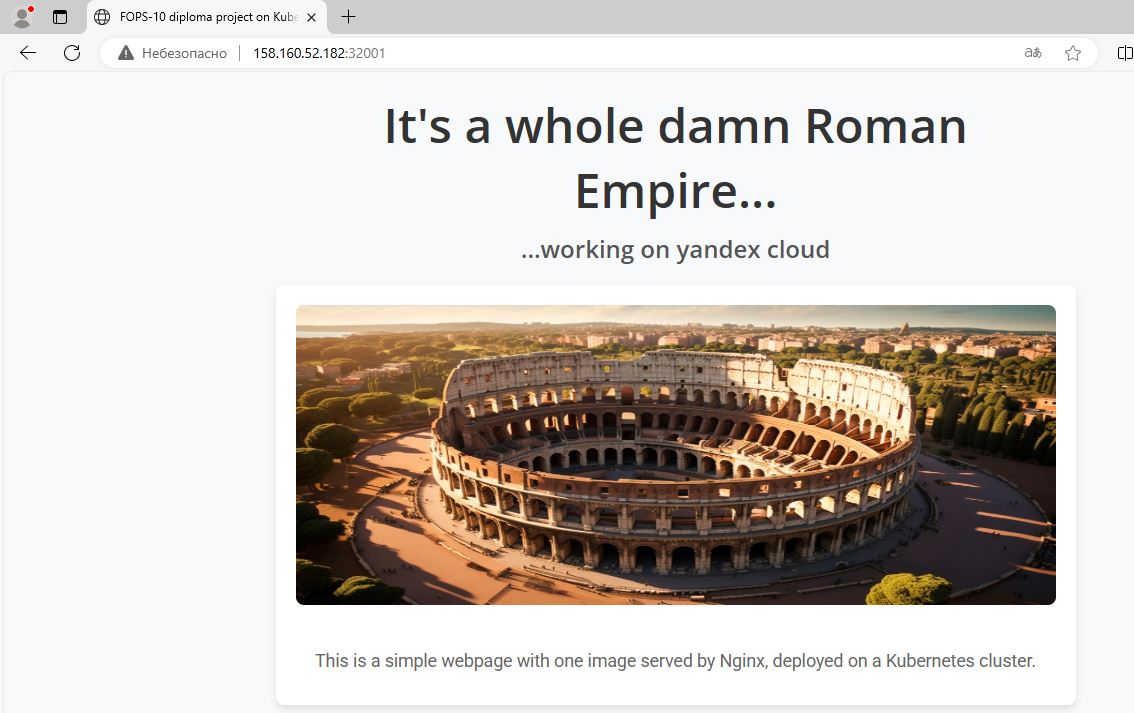 FOPS-10 diploma project on Kube
Небезопасно
158.160.52.182:32001
It's a whole damn Roman
Empire...
...working on yandex cloud
This is a simple webpage with one image served by Nginx, deployed on a Kubernetes cluster.